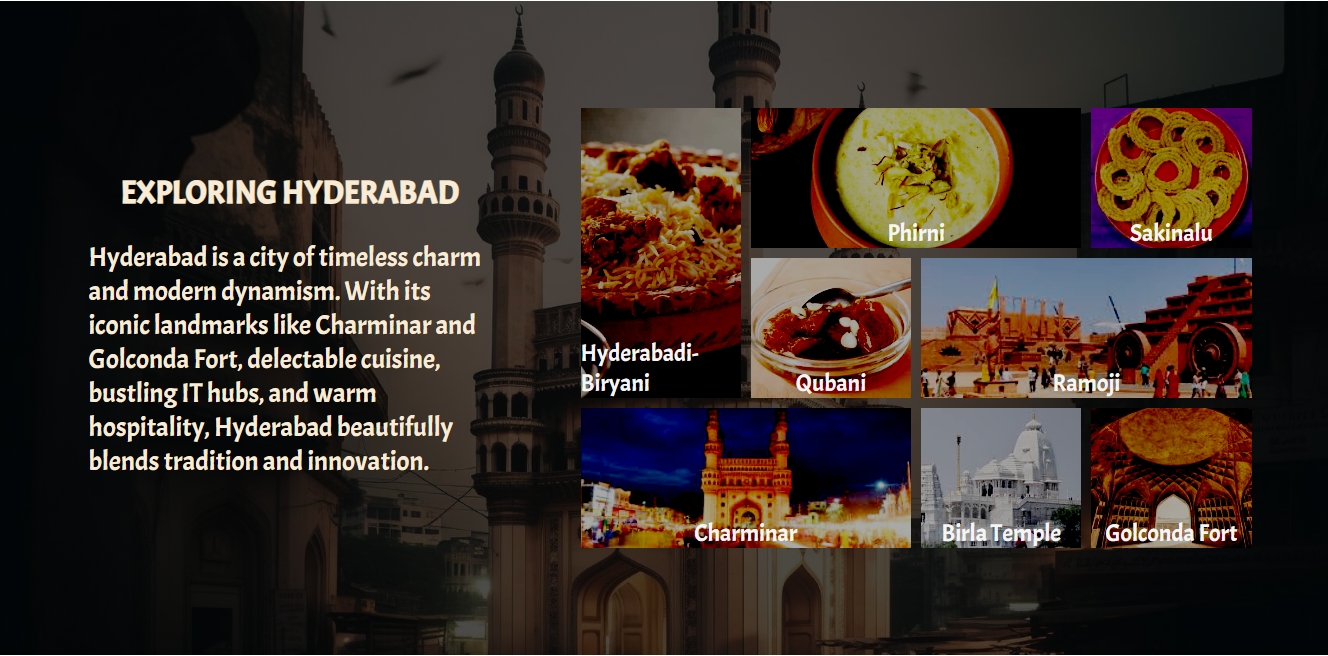 EXPLORING HYDERABAD
Hyderabad is a city of timeless charm
and modern dynamism. With its
iconic landmarks like Charminar and
Golconda Fort, delectable cuisine,
bustling IT hubs, and warm
hospitality, Hyderabad beautifully
blends tradition and innovation.
Phirni
Sakinalu
Hyderabadi-
Biryani
Qubani
Ramoji
Charminar
Birla Temple
Golconda Fort